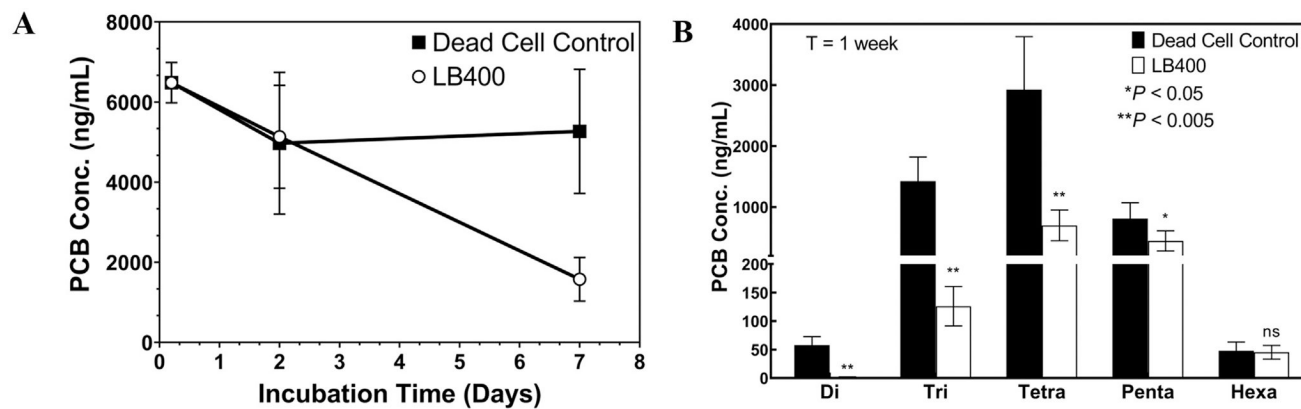 A
PCB Conc. (ng/mL)
8000
6000
4000
2000
0
Dead Cell Control
LB400
0 1 2 3 4 5 6 7 8
Incubation Time (Days)
B
PCB Conc. (ng/mL)
4000
3000
2000
1000
200
150
100
50
0
T = 1 week
Dead Cell Control
LB400
*P < 0.05
**P < 0.005
**
**
**
*
ns
Di Tri Tetra Penta Hexa